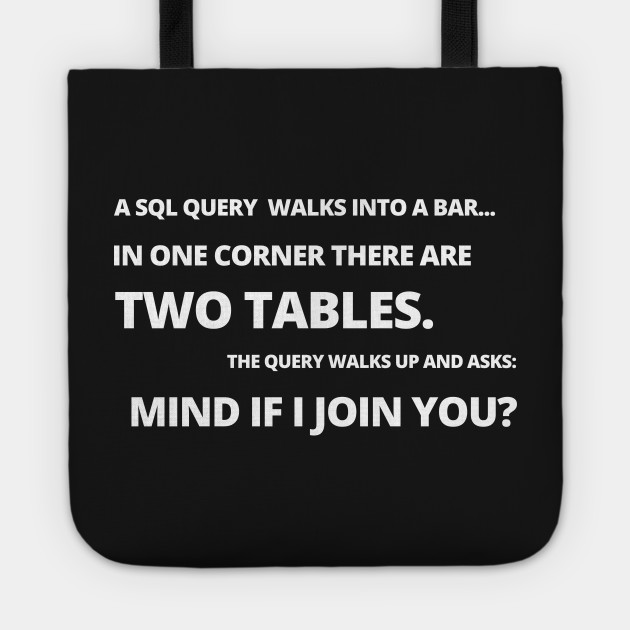 A SQL QUERY WALKS INTO A BAR...
IN ONE CORNER THERE ARE
TWO TABLES.
THE QUERY WALKS UP AND ASKS:
MIND IF I JOIN YOU?